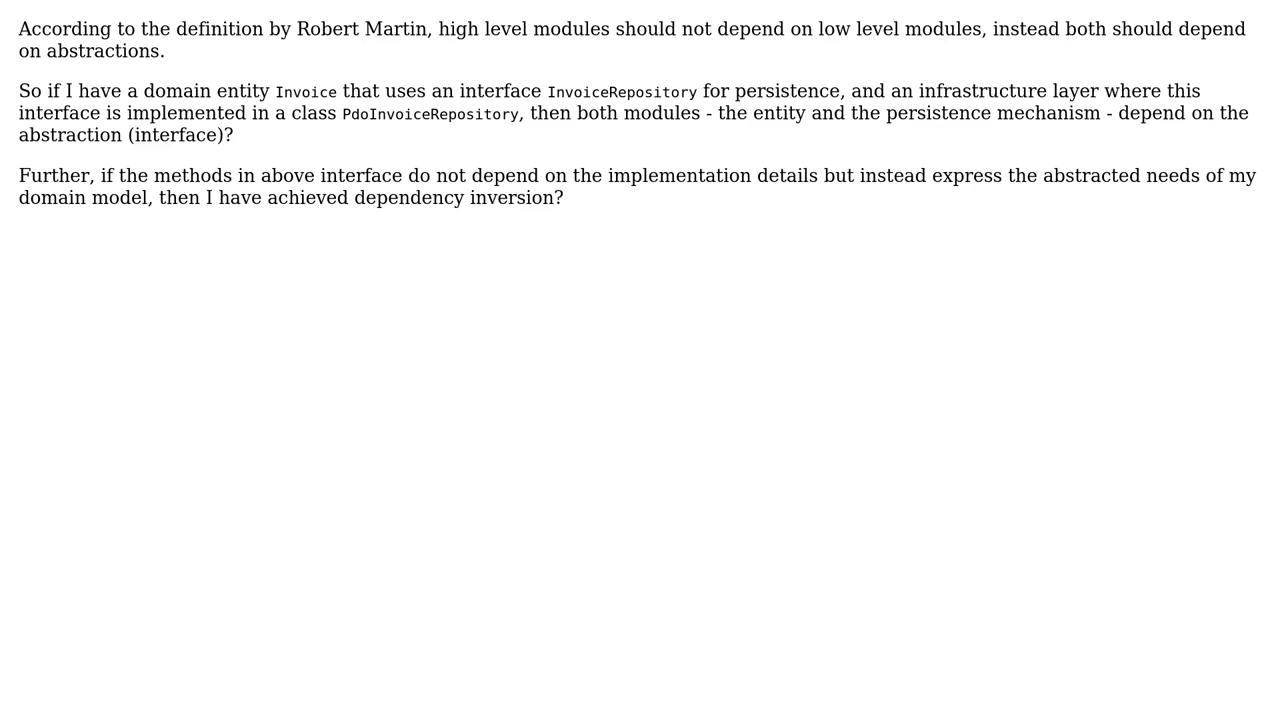 According to the definition by Robert Martin, high level modules should not depend on low level modules, instead both should depend
on abstractions.
So if I have a domain entity Invoice that uses an interface InvoiceRepository for persistence, and an infrastructure layer where this
interface is implemented in a class PdoInvoiceRepository, then both modules - the entity and the persistence mechanism - depend on the
abstraction (interface)?
Further, if the methods in above interface do not depend on the implementation details but instead express the abstracted needs of my
domain model, then I have achieved dependency inversion?